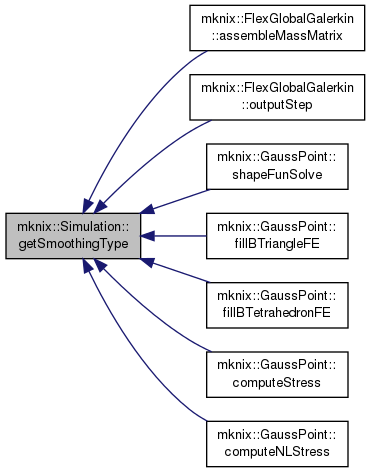 mknix::FlexGlobalGalerkin
::assembleMassMatrix
mknix::FlexGlobalGalerkin
::outputStep
mknix::GaussPoint::
shapeFunSolve
mknix::Simulation::
getSmoothingType
mknix::GaussPoint::
fillBTriangleFE
mknix::GaussPoint::
fillBTetrahedronFE
mknix::GaussPoint::
computeStress
mknix::GaussPoint::
computeNLStress